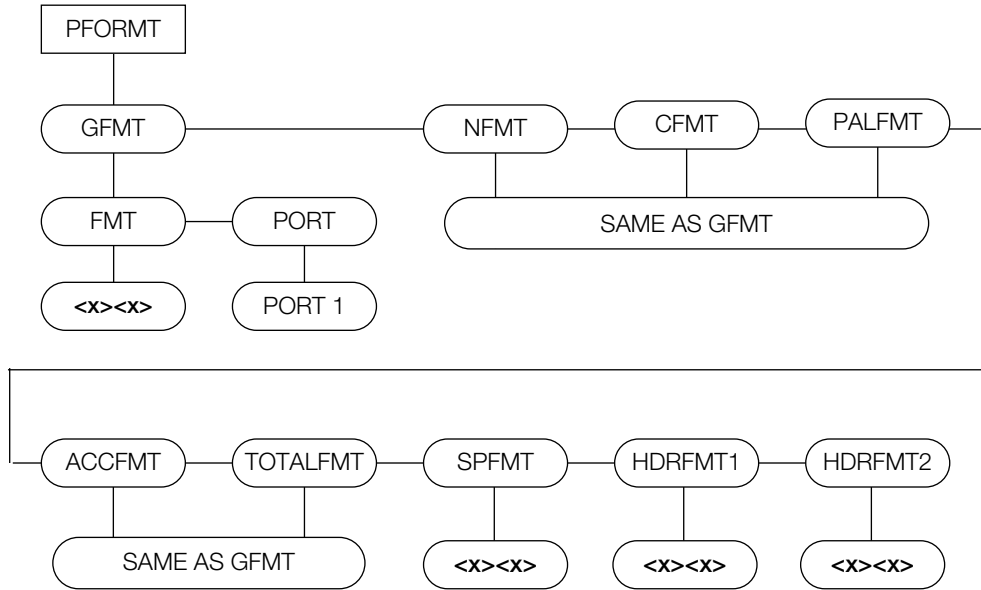 PFORMT
GFMT
NFMT
CFMT
PALFMT
FMT
PORT
SAME AS GFMT
<x><x>
PORT 1
ACCFMT
TOTALFMT
SPFMT
HDRFMT1
HDRFMT2
SAME AS GFMT
<x><x>
<x><x>
<x><x>